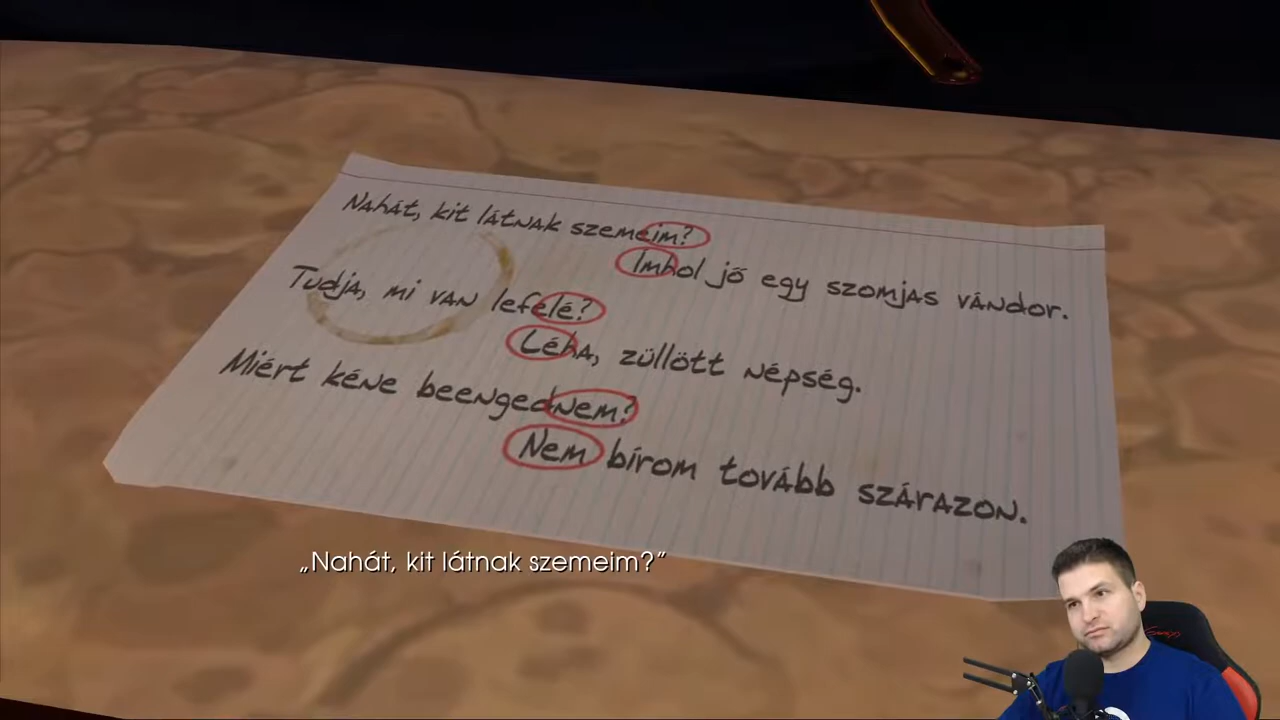 Nahát, kit látnak szemeim?
Imhol jő egy szomjas vándor.
Tudja, mi van lefelé?
Léha, züllött népség.
Miért kéne beengednem?
Nem bírom tovább szárazon.
„Nahát, kit látnak szemeim?”